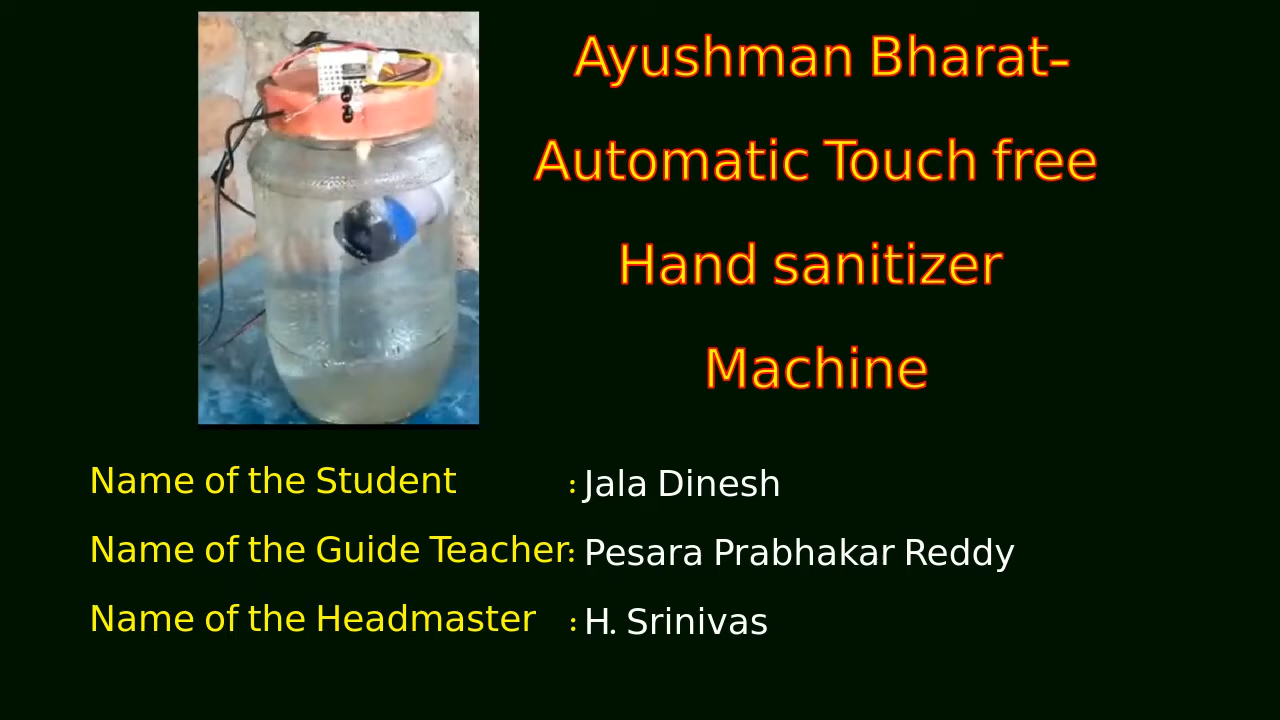 Ayushman Bharat-
Automatic Touch free
Hand sanitizer
Machine
Name of the Student : Jala Dinesh
Name of the Guide Teacher: Pesara Prabhakar Reddy
Name of the Headmaster : H. Srinivas